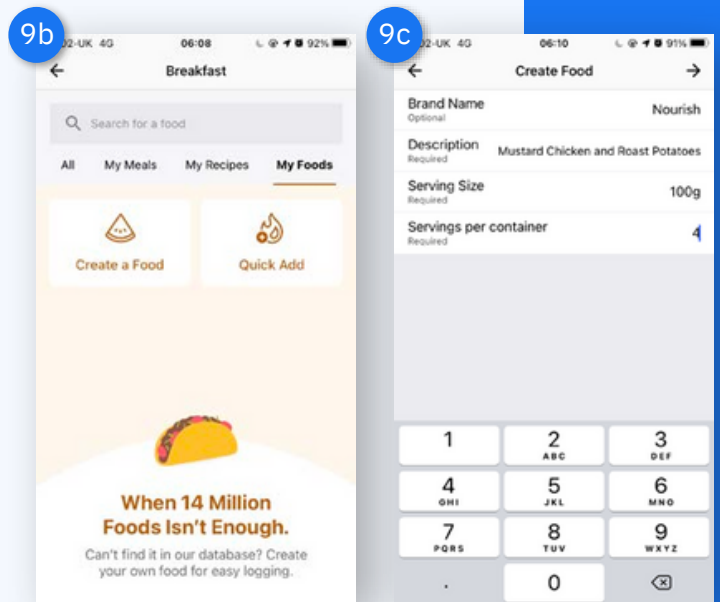 9b
02-UK 4G 06:08 92%
Breakfast
Search for a food
All My Meals My Recipes My Foods
Create a Food Quick Add
When 14 Million
Foods Isn't Enough.
Can't find it in our database? Create
your own food for easy logging.
9c
2-UK 4G 06:10 91%
Create Food
Brand Name Nourish
Optional
Description Mustard Chicken and Roast Potatoes
Required
Serving Size 100g
Required
Servings per container 4
Required
1 2 3
ABC DEF
4 5 6
GHI JKL MNO
7 8 9
PQRS TUV WXYZ
. 0